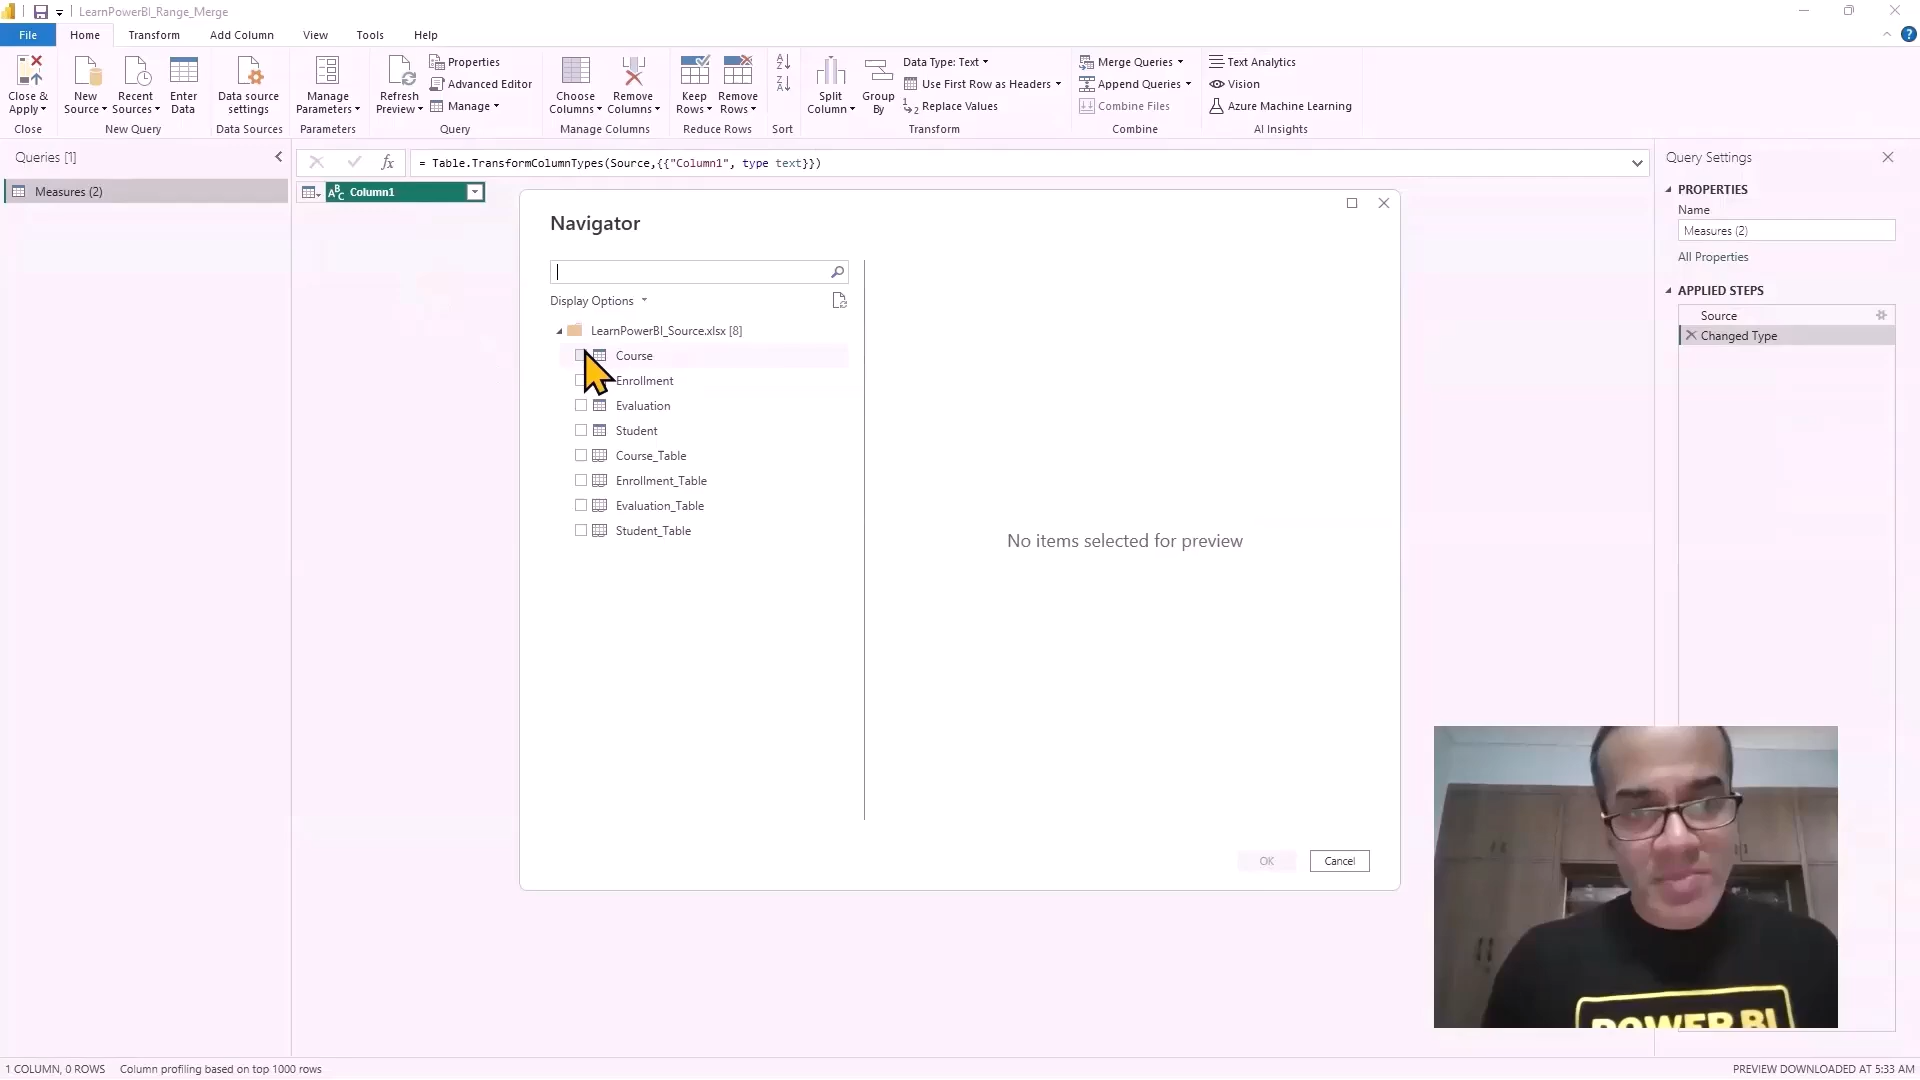 LearnPowerBI_Range_Merge
File
Home
Transform
Add Column
View
Tools
Help
Close & Apply
New Source
Recent Sources
Enter Data
Data source settings
Manage Parameters
Refresh Preview
Properties
Advanced Editor
Manage
Choose Columns
Remove Columns
Keep Rows
Remove Rows
Split Column
Group By
Data Type: Text
Use First Row as Headers
Replace Values
Merge Queries
Append Queries
Combine Files
Text Analytics
Vision
Azure Machine Learning
Close
New Query
Data Sources
Parameters
Query
Manage Columns
Reduce Rows
Sort
Transform
Combine
AI Insights
Queries [1]
fx
= Table.TransformColumnTypes(Source,{{"Column1", type text}})
Query Settings
Measures (2)
ABC Column1
PROPERTIES
Name
Measures (2)
All Properties
APPLIED STEPS
Source
Changed Type
Navigator
Display Options
LearnPowerBI_Source.xlsx [8]
Course
Enrollment
Evaluation
Student
Course_Table
Enrollment_Table
Evaluation_Table
Student_Table
No items selected for preview
OK
Cancel
POWER BI
1 COLUMN, 0 ROWS
Column profiling based on top 1000 rows
PREVIEW DOWNLOADED AT 5:33 AM